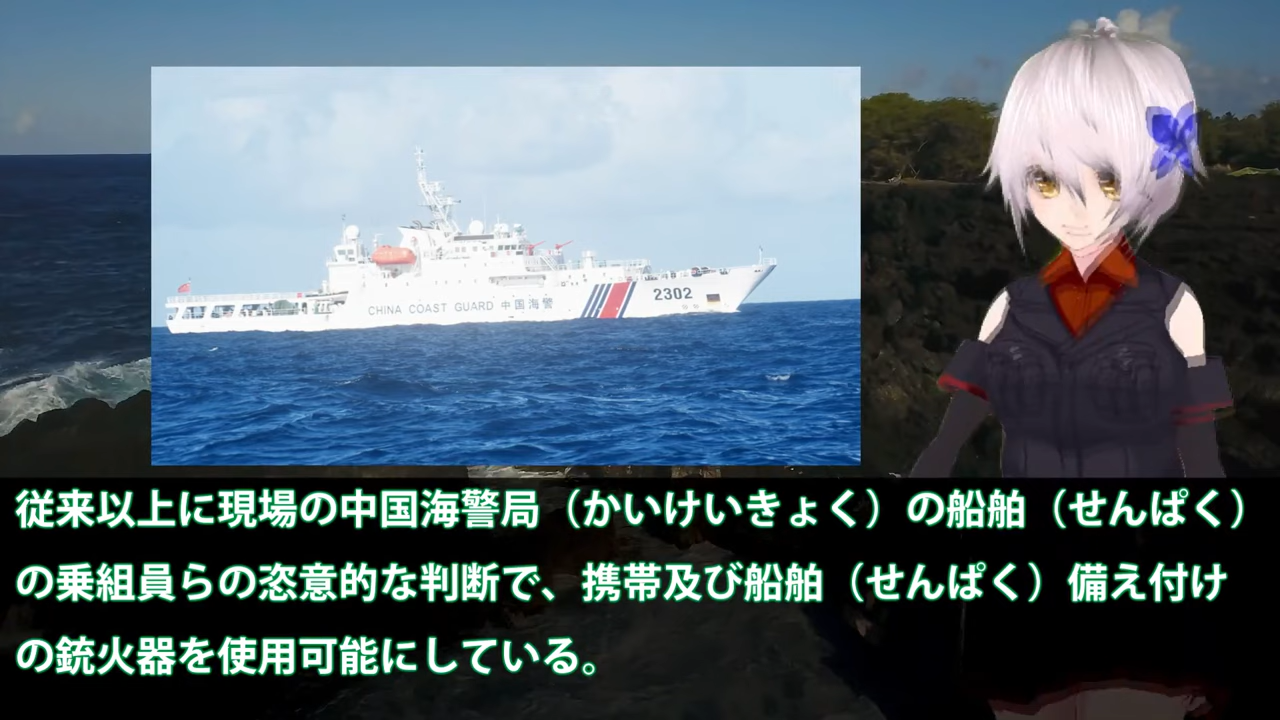 CHINA COAST GUARD 中国海警
2302
従来以上に現場の中国海警局（かいけいきょく）の船舶（せんぱく）
の乗組員らの恣意的な判断で、携帯及び船舶（せんぱく）備え付け
の銃火器を使用可能にしている。